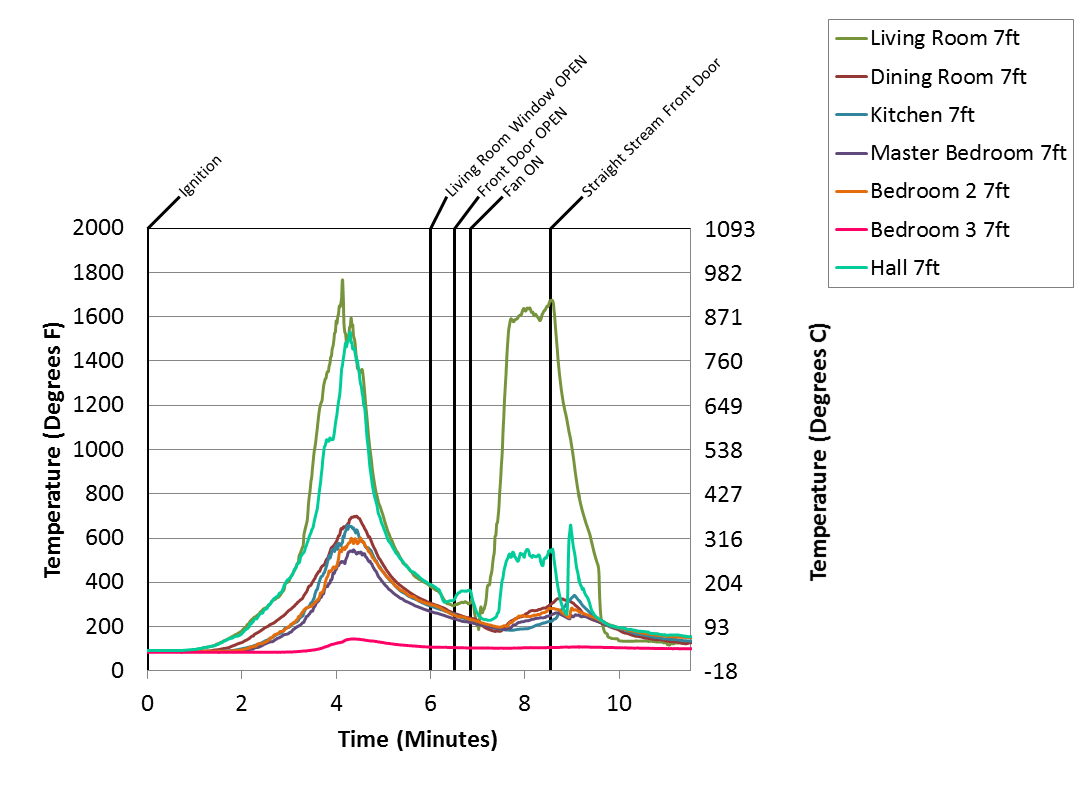 Living Room 7ft
Dining Room 7ft
Kitchen 7ft
Master Bedroom 7ft
Bedroom 2 7ft
Bedroom 3 7ft
Hall 7ft
Ignition
Living Room Window OPEN
Front Door OPEN
Fan ON
Straight Stream Front Door
Temperature (Degrees F)
2000
1800
1600
1400
1200
1000
800
600
400
200
0
1093
982
871
760
649
538
427
316
204
93
-18
Temperature (Degrees C)
0 2 4 6 8 10
Time (Minutes)